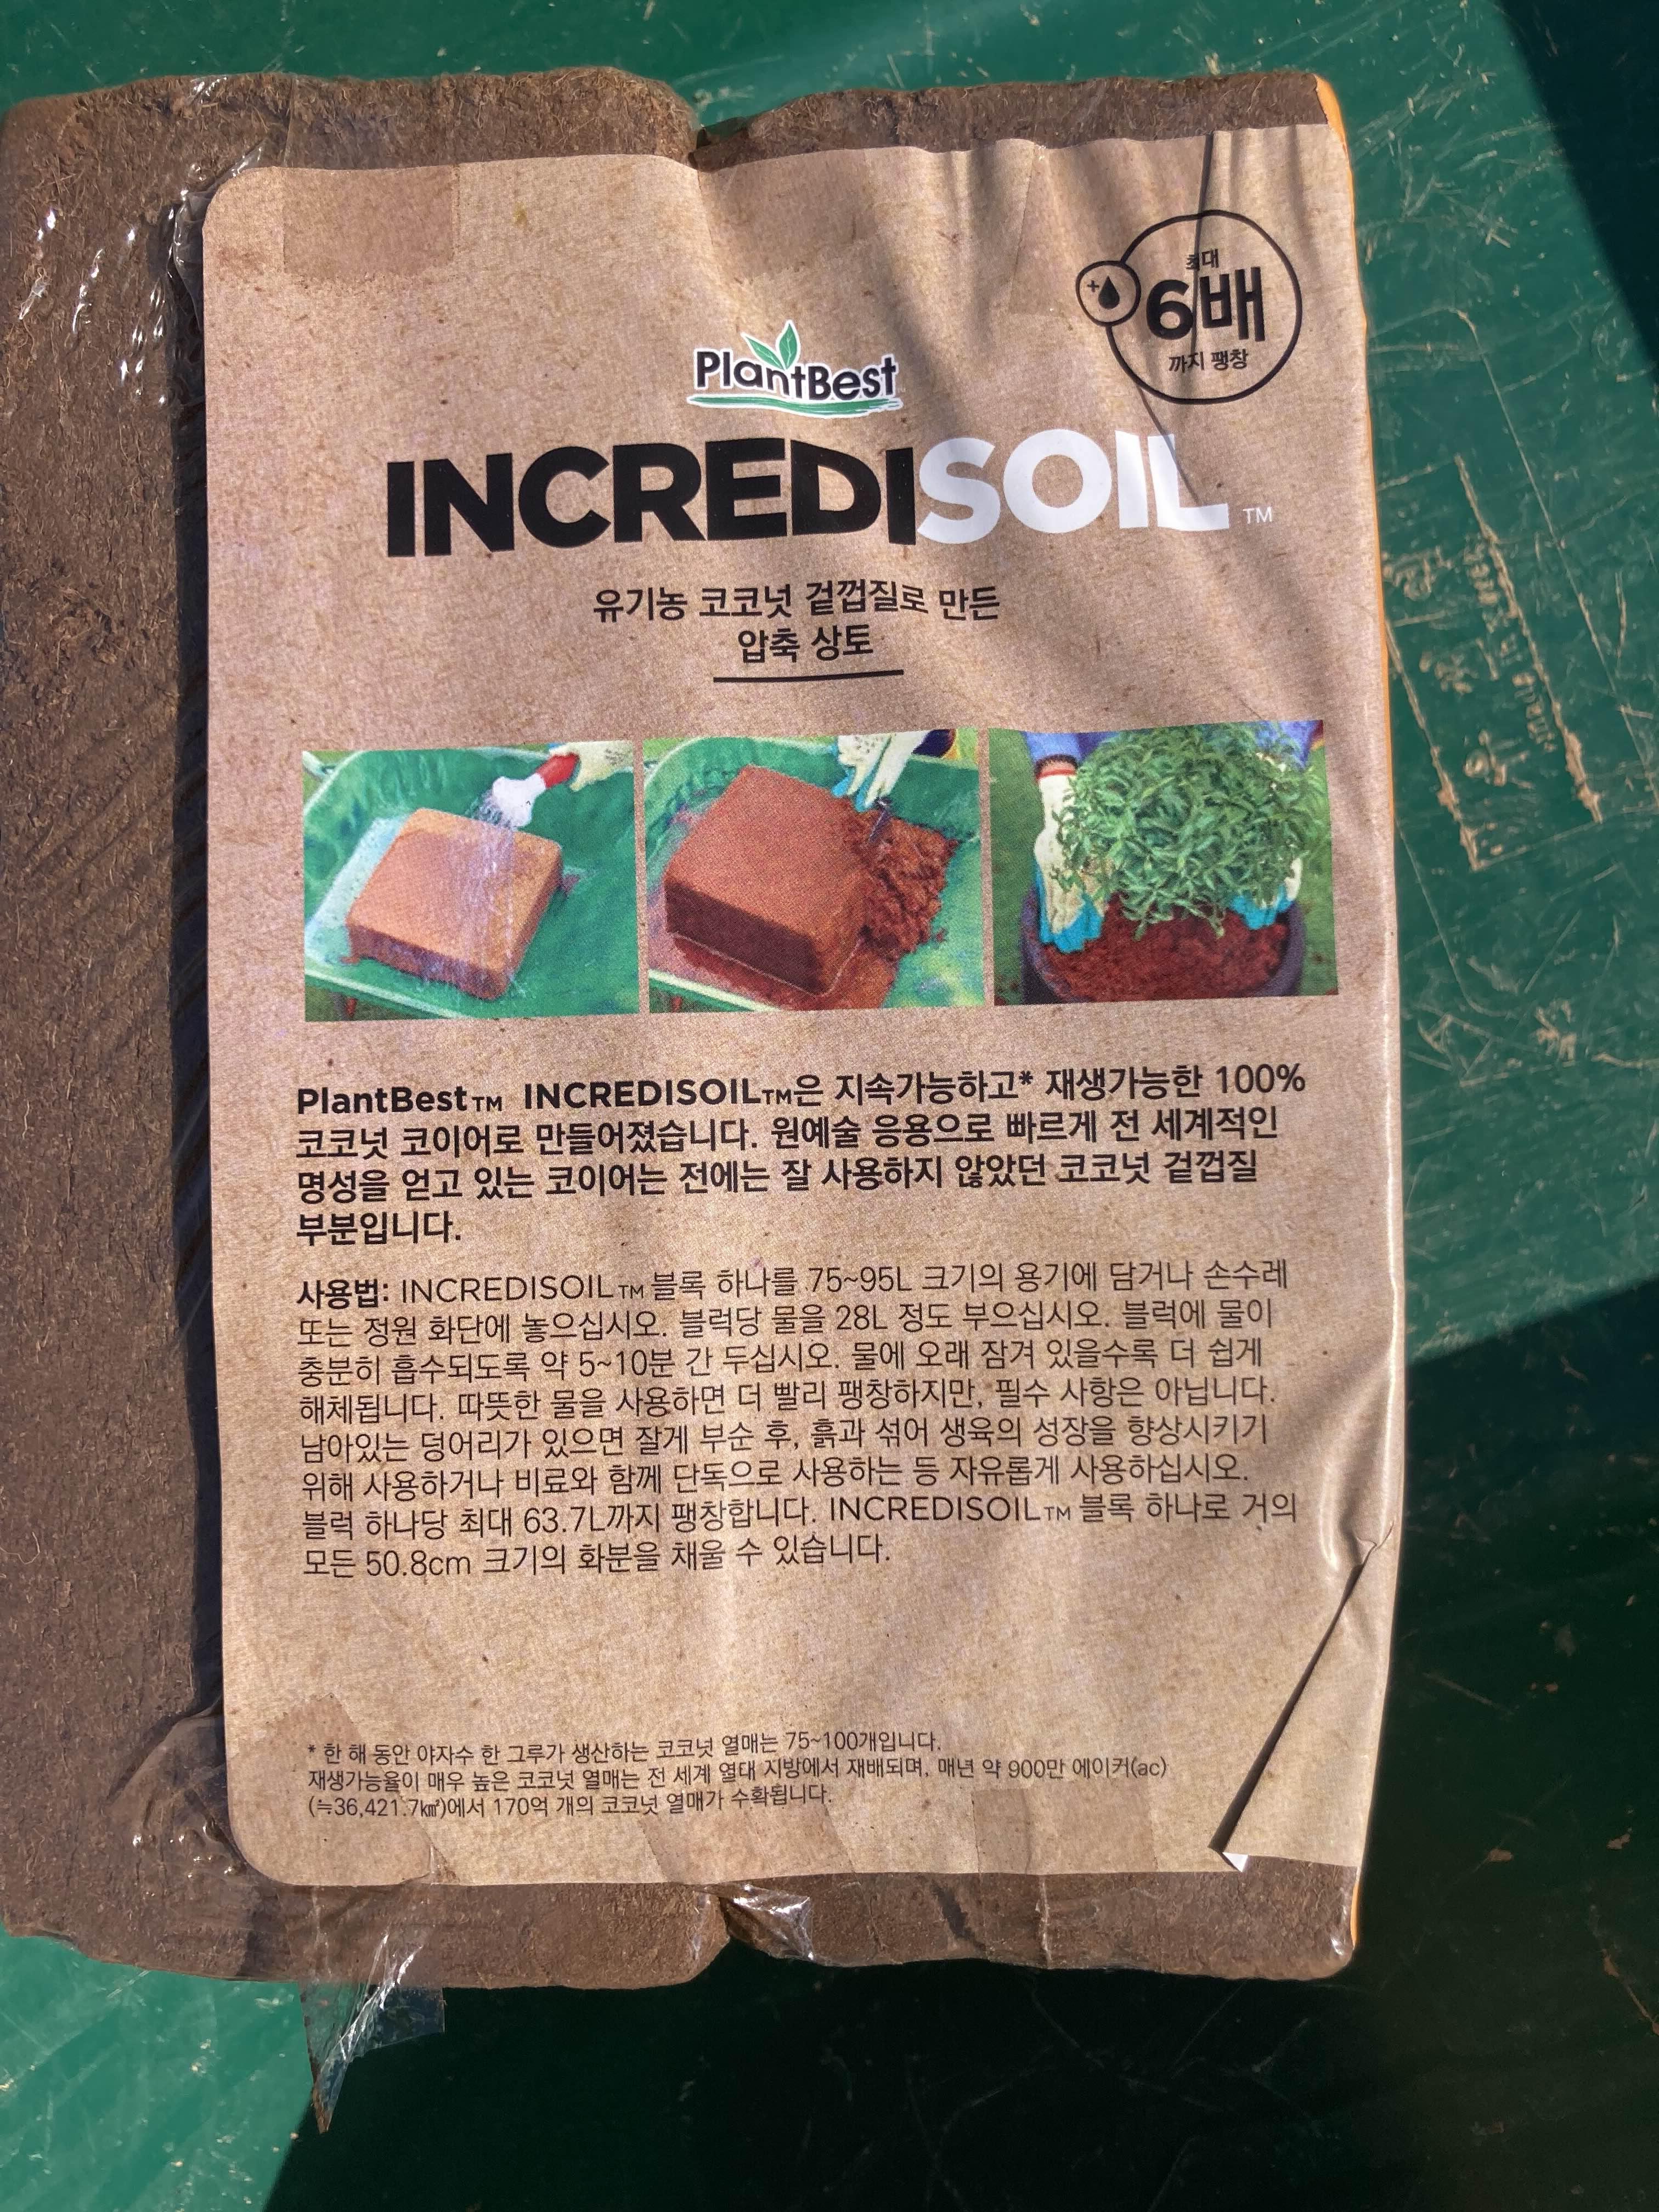 최대
6배
까지 팽창
PlantBest
INCREDISOIL™
유기농 코코넛 겉껍질로 만든
압축 상토
PlantBest™ INCREDISOIL™은 지속가능하고* 재생가능한 100%
코코넛 코이어로 만들어졌습니다. 원예술 응용으로 빠르게 전 세계적인
명성을 얻고 있는 코이어는 전에는 잘 사용하지 않았던 코코넛 겉껍질
부분입니다.
사용법: INCREDISOIL™ 블록 하나를 75~95L 크기의 용기에 담거나 손수레
또는 정원 화단에 놓으십시오. 블럭당 물을 28L 정도 부으십시오. 블럭에 물이
충분히 흡수되도록 약 5~10분 간 두십시오. 물에 오래 잠겨 있을수록 더 쉽게
해체됩니다. 따뜻한 물을 사용하면 더 빨리 팽창하지만, 필수 사항은 아닙니다.
남아있는 덩어리가 있으면 잘게 부순 후, 흙과 섞어 생육의 성장을 향상시키기
위해 사용하거나 비료와 함께 단독으로 사용하는 등 자유롭게 사용하십시오.
블럭 하나당 최대 63.7L까지 팽창합니다. INCREDISOIL™ 블록 하나로 거의
모든 50.8cm 크기의 화분을 채울 수 있습니다.
* 한 해 동안 야자수 한 그루가 생산하는 코코넛 열매는 75~100개입니다.
재생가능율이 매우 높은 코코넛 열매는 전 세계 열대 지방에서 재배되며, 매년 약 900만 에이커(ac)
(≒36,421.7㎢)에서 170억 개의 코코넛 열매가 수확됩니다.